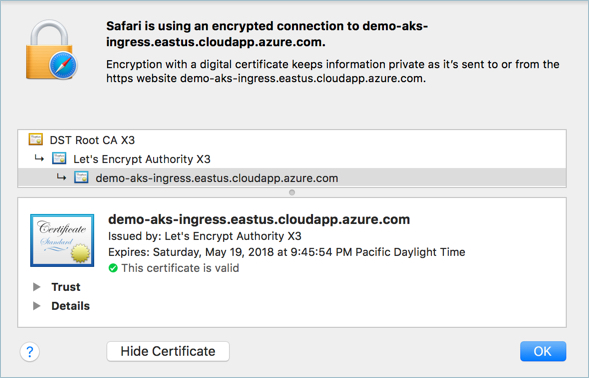 Safari is using an encrypted connection to demo-aks-
ingress.eastus.cloudapp.azure.com.
Encryption with a digital certificate keeps information private as it's sent to or from the
https website demo-aks-ingress.eastus.cloudapp.azure.com.
DST Root CA X3
Let's Encrypt Authority X3
demo-aks-ingress.eastus.cloudapp.azure.com
Certificate
Standard
demo-aks-ingress.eastus.cloudapp.azure.com
Issued by: Let's Encrypt Authority X3
Expires: Saturday, May 19, 2018 at 9:45:54 PM Pacific Daylight Time
This certificate is valid
Trust
Details
?
Hide Certificate
OK